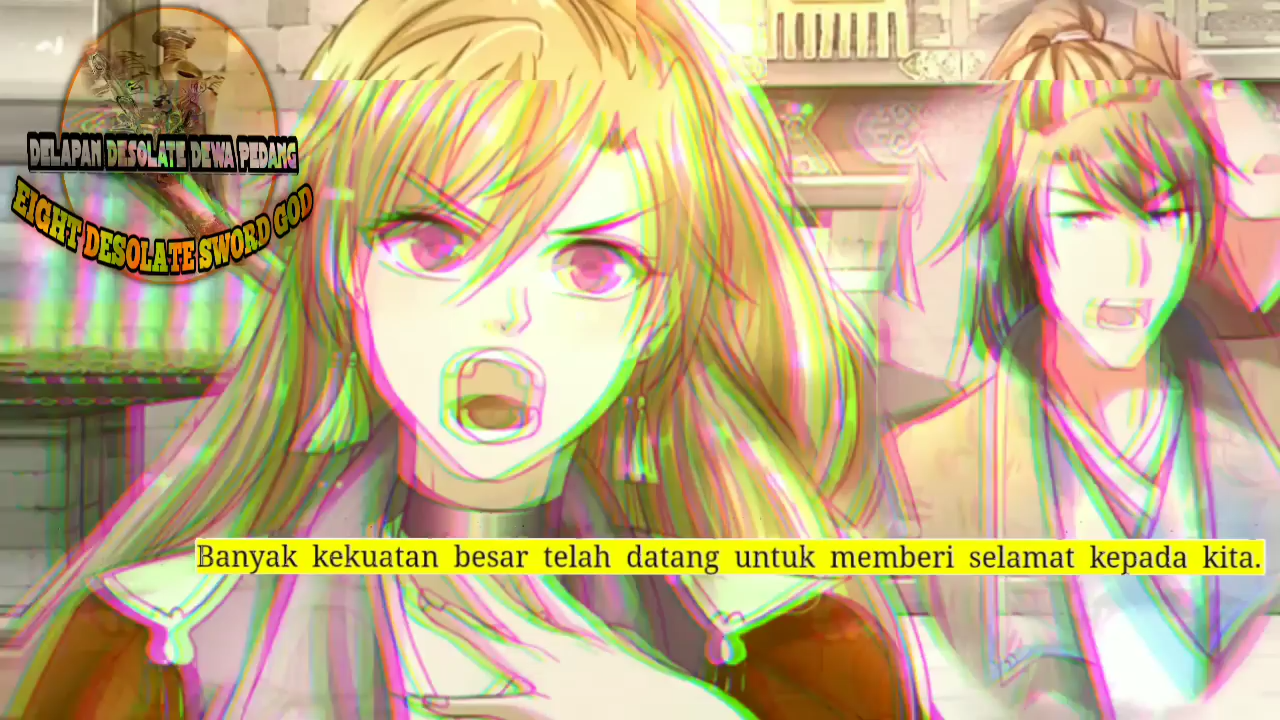 DELAPAN DESOLATE DEWA PEDANG
EIGHT DESOLATE SWORD GOD
Banyak kekuatan besar telah datang untuk memberi selamat kepada kita.